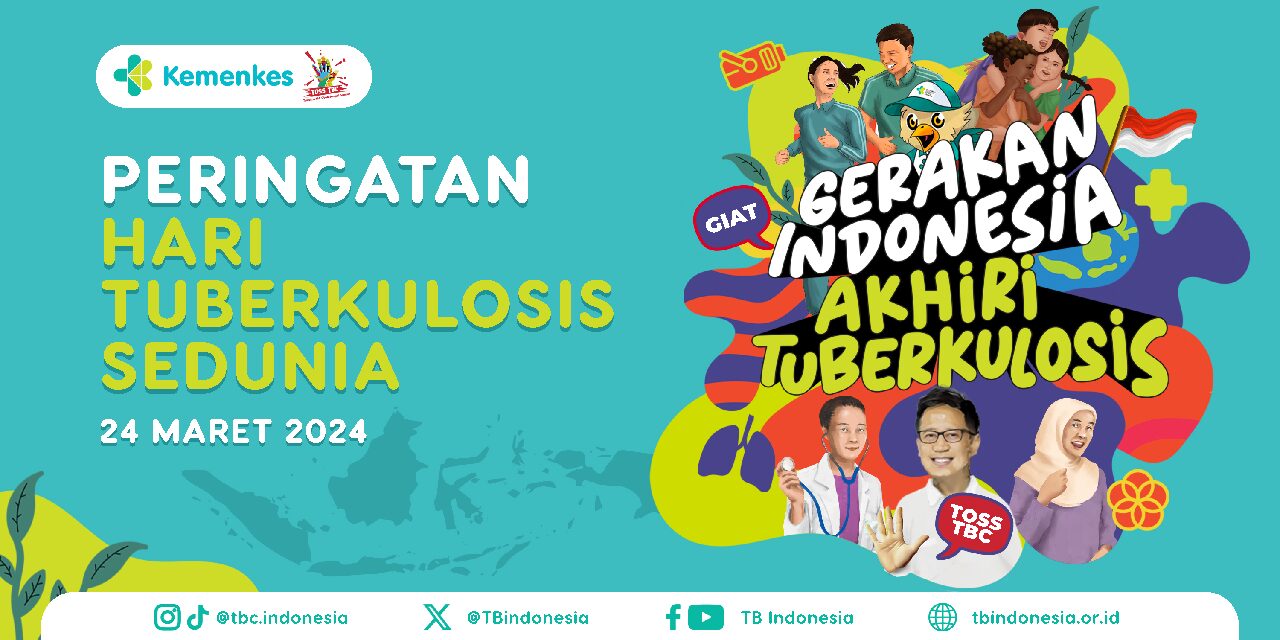 Kemenkes
TOSS TBC
PERINGATAN
HARI
TUBERKULOSIS
SEDUNIA
24 MARET 2024
GIAT
GERAKAN
INDONESIA
AKHIRI
TUBERKULOSIS
TOSS
TBC
@tbc.indonesia
@TBindonesia
TB Indonesia
tbindonesia.or.id